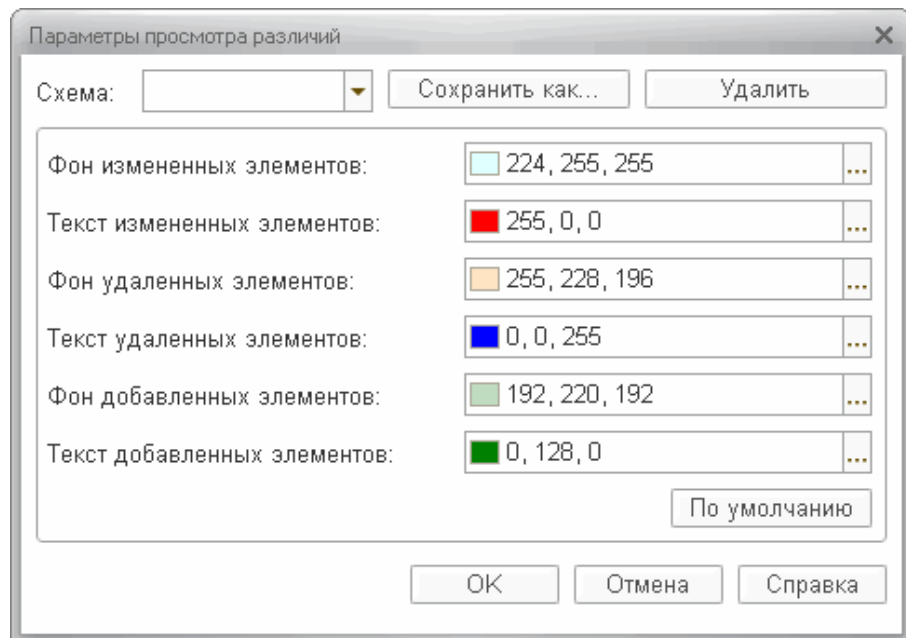 Параметры просмотра различий
Схема: Сохранить как... Удалить
Фон измененных элементов: 224, 255, 255 ...
Текст измененных элементов: 255, 0, 0 ...
Фон удаленных элементов: 255, 228, 196 ...
Текст удаленных элементов: 0, 0, 255 ...
Фон добавленных элементов: 192, 220, 192 ...
Текст добавленных элементов: 0, 128, 0 ...
По умолчанию
OK Отмена Справка